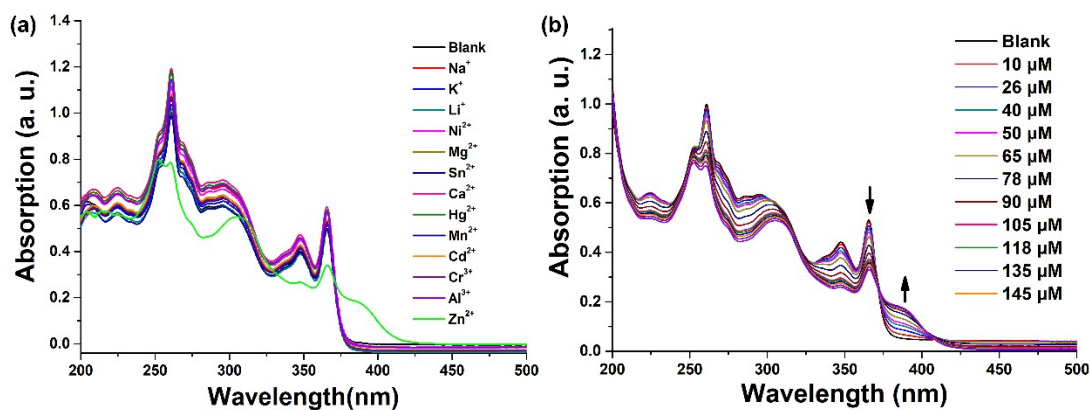 (a)
1.4
1.2
1.0
0.8
0.6
0.4
0.2
0.0
Absorption (a. u.)
200 250 300 350 400 450 500
Wavelength(nm)
Blank
Na⁺
K⁺
Li⁺
Ni²⁺
Mg²⁺
Sn²⁺
Ca²⁺
Hg²⁺
Mn²⁺
Cd²⁺
Cr³⁺
Al³⁺
Zn²⁺
(b)
1.2
1.0
0.8
0.6
0.4
0.2
0.0
Absorption (a. u.)
200 250 300 350 400 450 500
Wavelength (nm)
Blank
10 µM
26 µM
40 µM
50 µM
65 µM
78 µM
90 µM
105 µM
118 µM
135 µM
145 µM